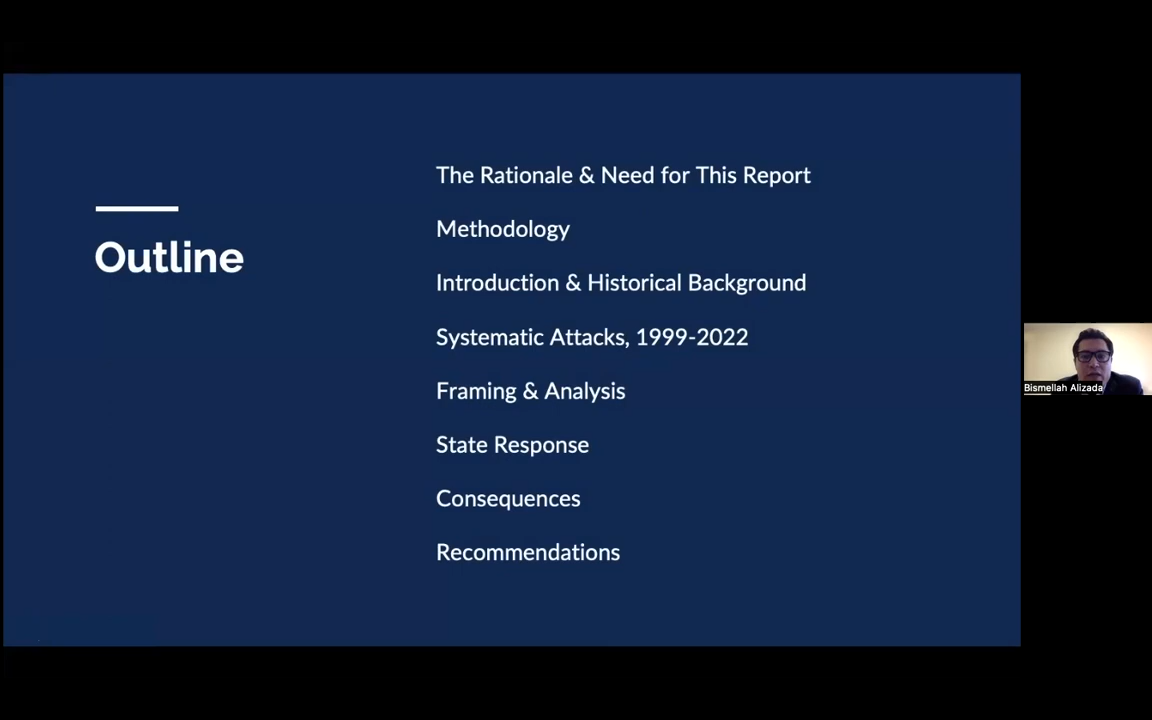 Outline
The Rationale & Need for This Report
Methodology
Introduction & Historical Background
Systematic Attacks, 1999-2022
Framing & Analysis
State Response
Consequences
Recommendations
Bismellah Alizada